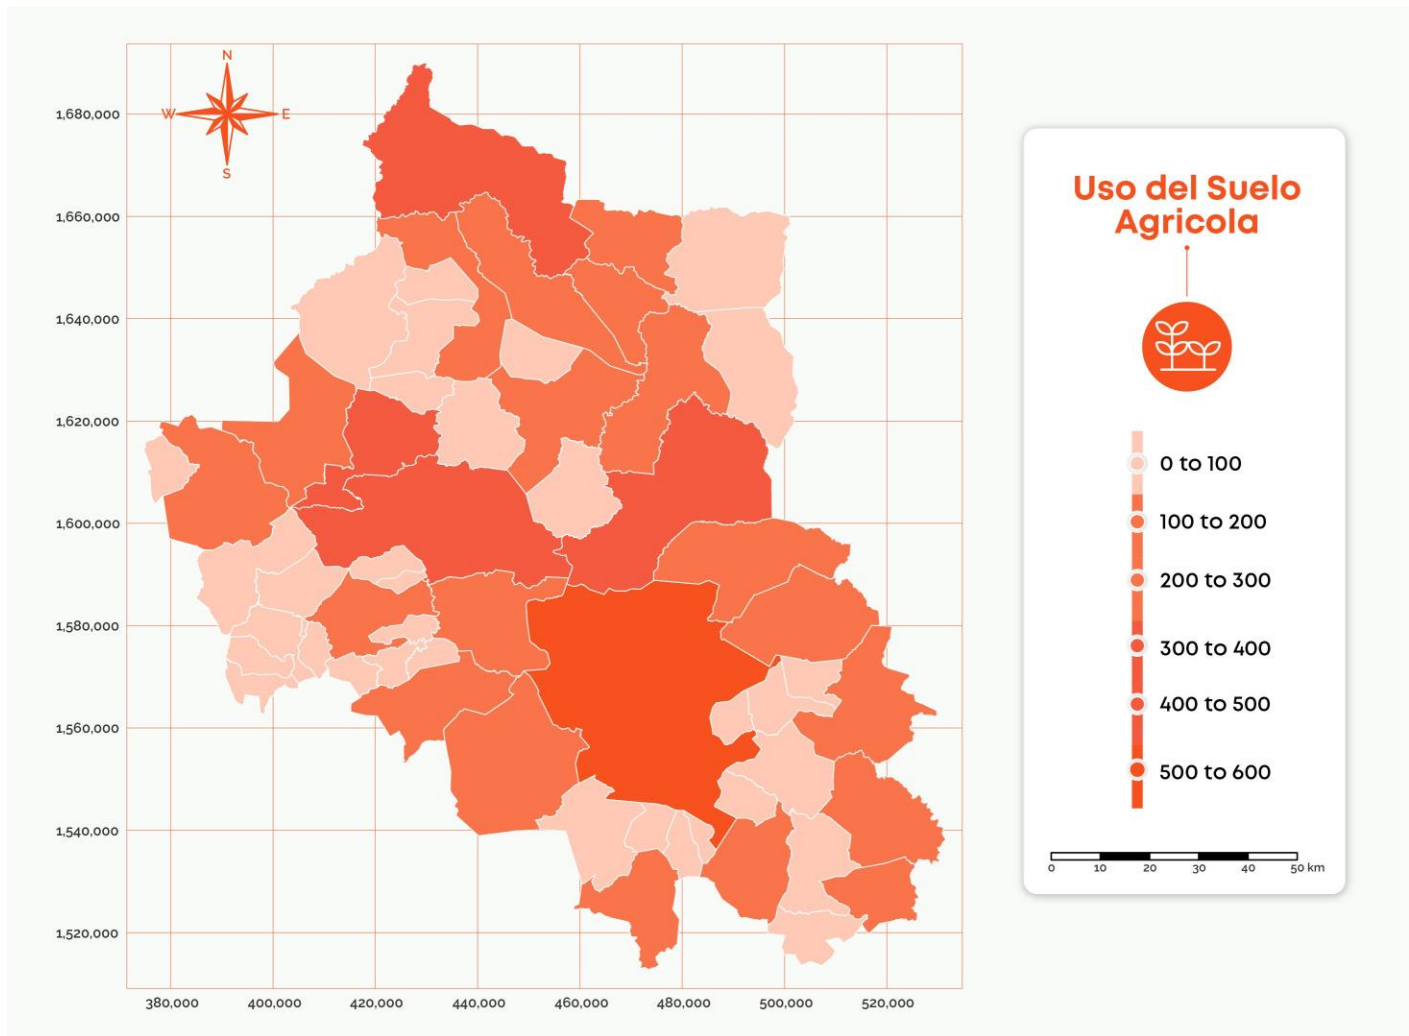 N
W E
S
1,680,000
1,660,000
1,640,000
1,620,000
1,600,000
1,580,000
1,560,000
1,540,000
1,520,000
380,000 400,000 420,000 440,000 460,000 480,000 500,000 520,000
Uso del Suelo
Agricola
0 to 100
100 to 200
200 to 300
300 to 400
400 to 500
500 to 600
0 10 20 30 40 50 km